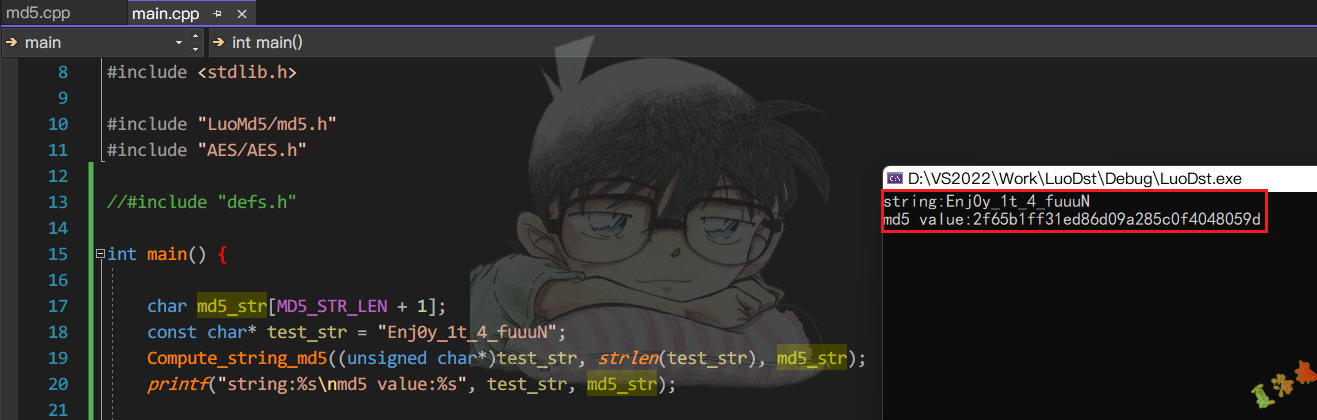 md5.cpp
main.cpp
main
int main()
8 #include <stdlib.h>
9
10 #include "LuoMd5/md5.h"
11 #include "AES/AES.h"
12
13 //#include "defs.h"
14
15 int main() {
16
17 char md5_str[MD5_STR_LEN + 1];
18 const char* test_str = "Enj0y_1t_4_fuuuN";
19 Compute_string_md5((unsigned char*)test_str, strlen(test_str), md5_str);
20 printf("string:%s\nmd5 value:%s", test_str, md5_str);
21
D:\VS2022\Work\LuoDst\Debug\LuoDst.exe
string:Enj0y_1t_4_fuuuN
md5 value:2f65b1ff31ed86d09a285c0f4048059d